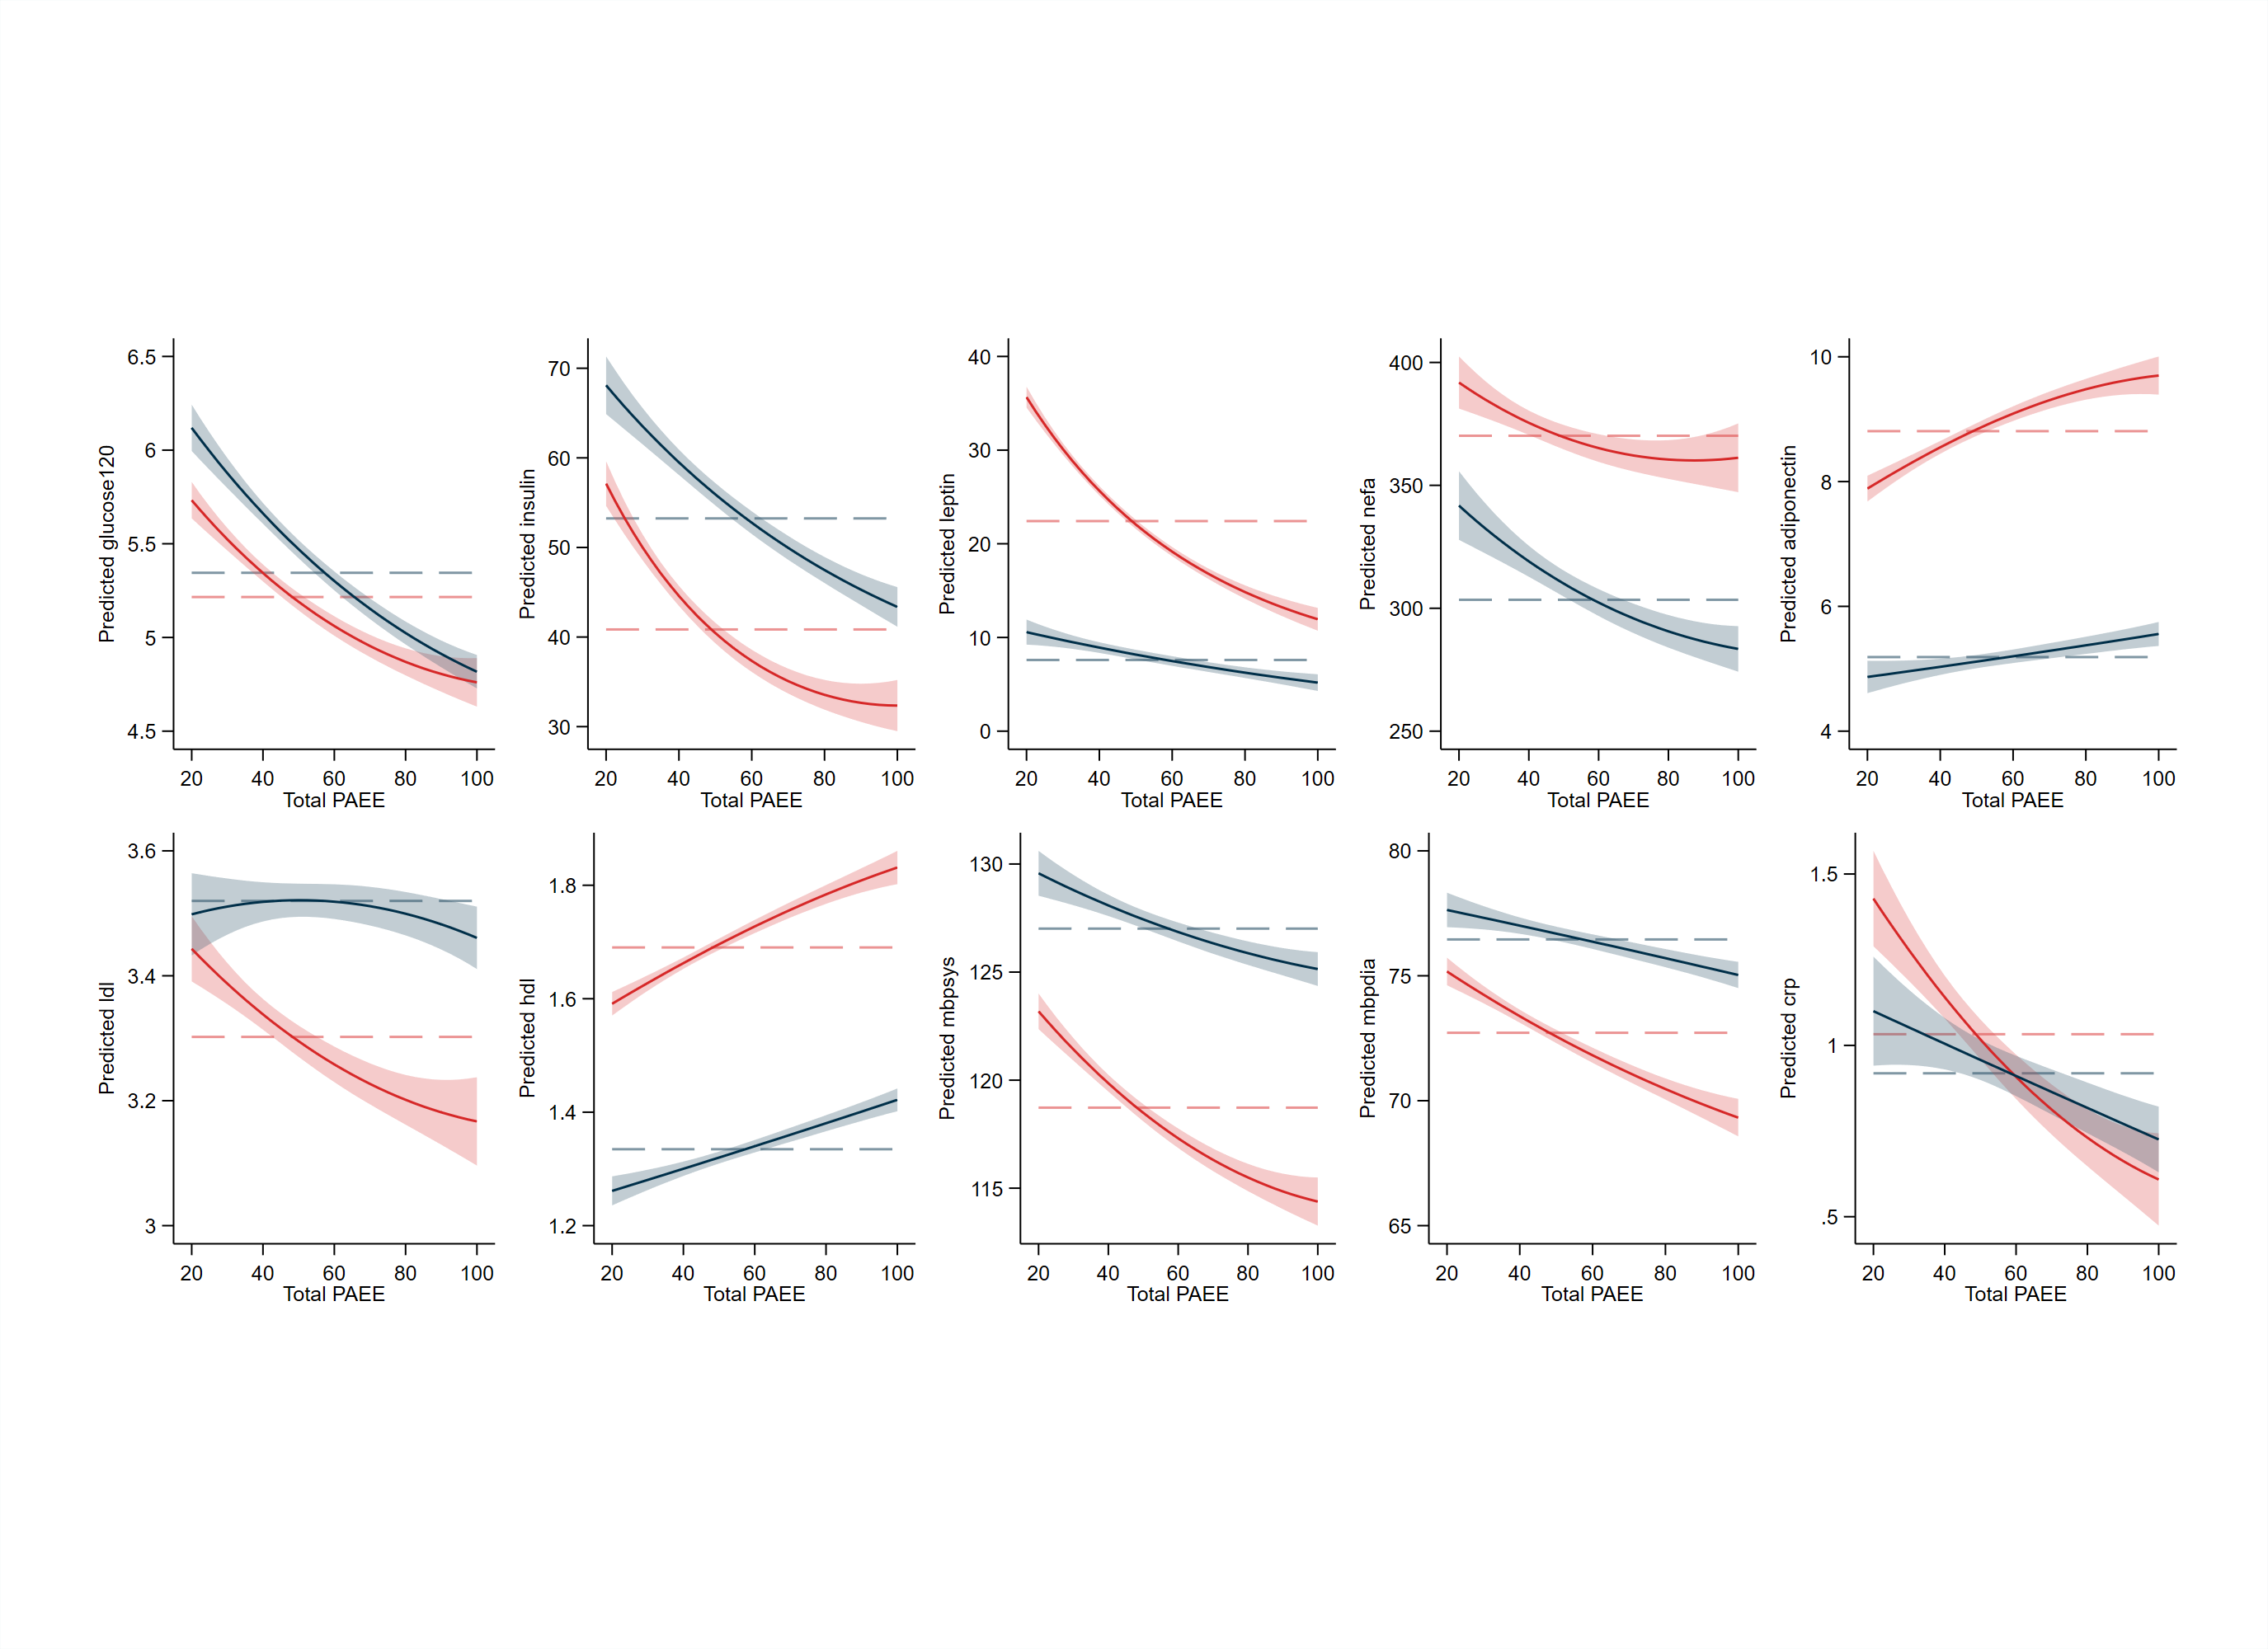 Predicted glucose120
6.5
6
5.5
5
4.5
20 40 60 80 100
Total PAEE
Predicted insulin
70
60
50
40
30
20 40 60 80 100
Total PAEE
Predicted leptin
40
30
20
10
0
20 40 60 80 100
Total PAEE
Predicted nefa
400
350
300
250
20 40 60 80 100
Total PAEE
Predicted adiponectin
10
8
6
4
20 40 60 80 100
Total PAEE
Predicted ldl
3.6
3.4
3.2
3
20 40 60 80 100
Total PAEE
Predicted hdl
1.8
1.6
1.4
1.2
20 40 60 80 100
Total PAEE
Predicted mbpsys
130
125
120
115
20 40 60 80 100
Total PAEE
Predicted mbpdia
80
75
70
65
20 40 60 80 100
Total PAEE
Predicted crp
1.5
1
.5
20 40 60 80 100
Total PAEE